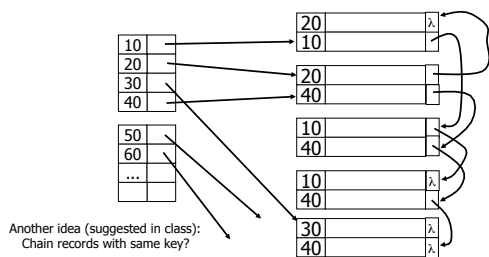 10
20
30
40
50
60
...
20 λ
10
20
40
10
40
10 λ
40
30 λ
40 λ
Another idea (suggested in class):
Chain records with same key?